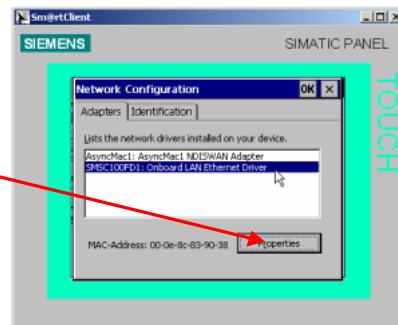 Sm@rtClient
SIEMENS
SIMATIC PANEL
TOUCH
Network Configuration
OK
Adapters
Identification
Lists the network drivers installed on your device.
AsyncMac1: AsyncMac1 NDISWAN Adapter
SMSC100FD1: Onboard LAN Ethernet Driver
MAC-Address: 00-0e-8c-83-90-38
Properties